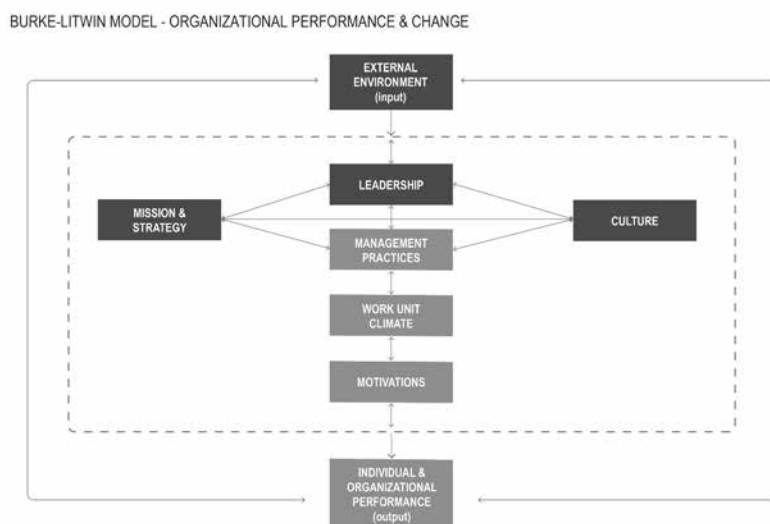 BURKE-LITWIN MODEL - ORGANIZATIONAL PERFORMANCE & CHANGE
EXTERNAL
ENVIRONMENT
(input)
LEADERSHIP
MISSION &
STRATEGY
CULTURE
MANAGEMENT
PRACTICES
WORK UNIT
CLIMATE
MOTIVATIONS
INDIVIDUAL &
ORGANIZATIONAL
PERFORMANCE
(output)